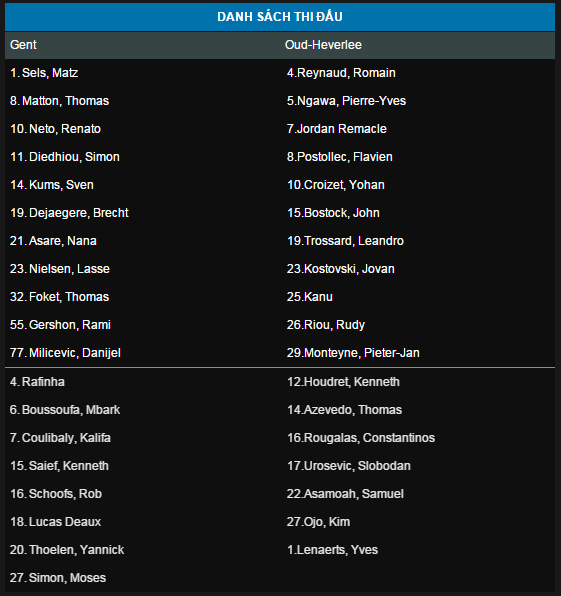 DANH SÁCH THI ĐẤU
Gent Oud-Heverlee
1. Sels, Matz 4.Reynaud, Romain
8. Matton, Thomas 5.Ngawa, Pierre-Yves
10. Neto, Renato 7.Jordan Remacle
11. Diedhiou, Simon 8.Postollec, Flavien
14. Kums, Sven 10.Croizet, Yohan
19. Dejaegere, Brecht 15.Bostock, John
21. Asare, Nana 19.Trossard, Leandro
23. Nielsen, Lasse 23.Kostovski, Jovan
32. Foket, Thomas 25.Kanu
55. Gershon, Rami 26.Riou, Rudy
77. Milicevic, Danijel 29.Monteyne, Pieter-Jan
4. Rafinha 12.Houdret, Kenneth
6. Boussoufa, Mbark 14.Azevedo, Thomas
7. Coulibaly, Kalifa 16.Rougalas, Constantinos
15. Saief, Kenneth 17.Urosevic, Slobodan
16. Schoofs, Rob 22.Asamoah, Samuel
18. Lucas Deaux 27.Ojo, Kim
20. Thoelen, Yannick 1.Lenaerts, Yves
27. Simon, Moses